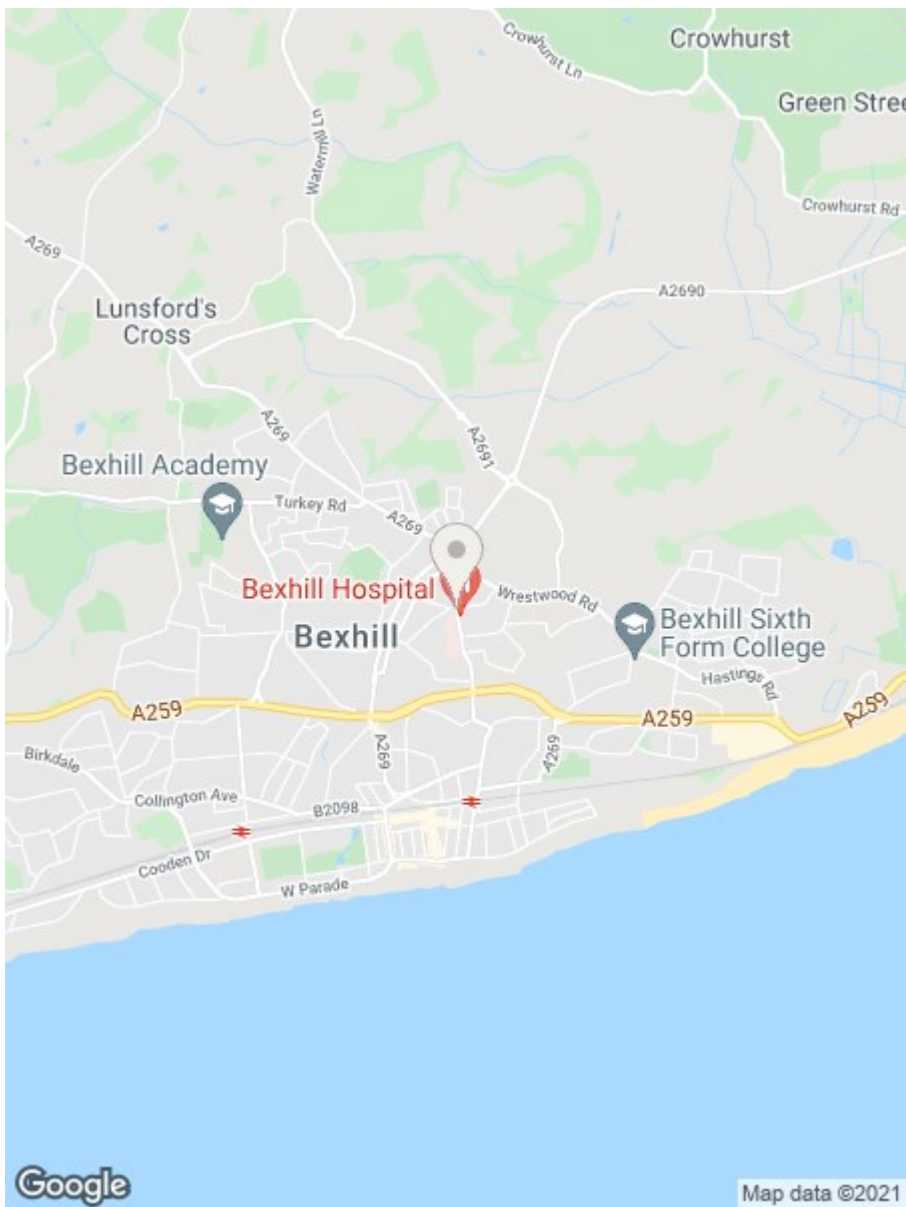 Crowhurst
Crowhurst Ln
Green Stree
Watermill Ln
Crowhurst Rd
A269
A2690
Lunsford's
Cross
A269
A2691
Bexhill Academy
Turkey Rd
A269
Bexhill Hospital
Wrestwood Rd
Bexhill
Bexhill Sixth
Form College
Hastings Rd
A259
A259
A259
Birkdale
A269
A269
Collington Ave
B2098
Cooden Dr
W Parade
Google
Map data ©2021